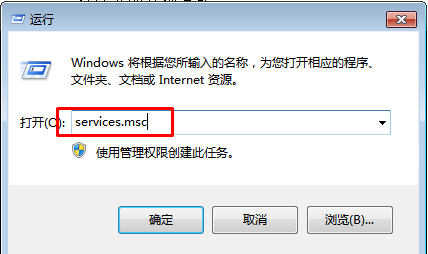 运行
Windows 将根据您所输入的名称，为您打开相应的程序、
文件夹、文档或 Internet 资源。
打开(O): services.msc
使用管理权限创建此任务。
确定 取消 浏览(B)...